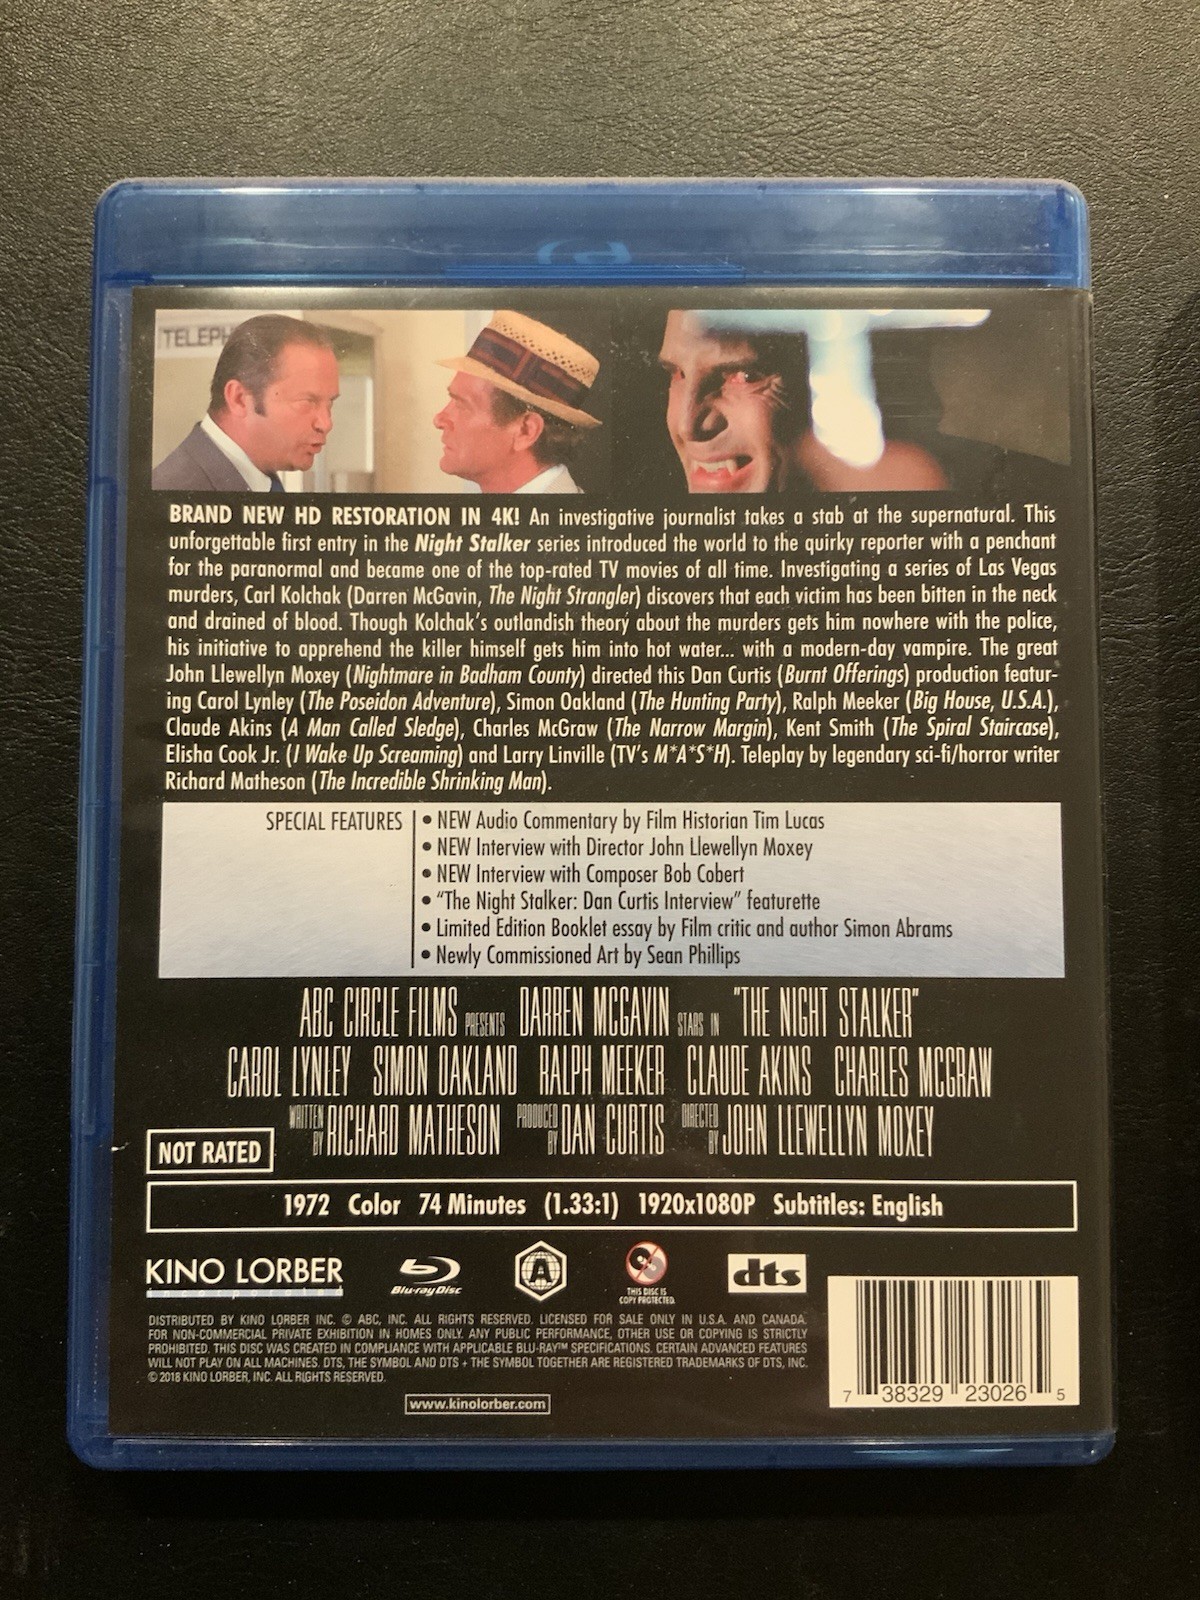 TELEPH
BRAND NEW HD RESTORATION IN 4K! An investigative journalist takes a stab at the supernatural. This
unforgettable first entry in the Night Stalker series introduced the world to the quirky reporter with a penchant
for the paranormal and became one of the top-rated TV movies of all time. Investigating a series of Las Vegas
murders, Carl Kolchak (Darren McGavin, The Night Strangler) discovers that each victim has been bitten in the neck
and drained of blood. Though Kolchak's outlandish theory about the murders gets him nowhere with the police,
his initiative to apprehend the killer himself gets him into hot water... with a modern-day vampire. The great
John Llewellyn Moxey (Nightmare in Badham County) directed this Dan Curtis (Burnt Offerings) production featur-
ing Carol Lynley (The Poseidon Adventure), Simon Oakland (The Hunting Party), Ralph Meeker (Big House, U.S.A.),
Claude Akins (A Man Called Sledge), Charles McGraw (The Narrow Margin), Kent Smith (The Spiral Staircase),
Elisha Cook Jr. (I Wake Up Screaming) and Larry Linville (TV's M*A*S*H). Teleplay by legendary sci-fi/horror writer
Richard Matheson (The Incredible Shrinking Man).
SPECIAL FEATURES
• NEW Audio Commentary by Film Historian Tim Lucas
• NEW Interview with Director John Llewellyn Moxey
• NEW Interview with Composer Bob Cobert
• "The Night Stalker: Dan Curtis Interview" featurette
• Limited Edition Booklet essay by Film critic and author Simon Abrams
• Newly Commissioned Art by Sean Phillips
ABC CIRCLE FILMS PRESENTS DARREN MCGAVIN STARS IN "THE NIGHT STALKER"
CAROL LYNLEY SIMON OAKLAND RALPH MEEKER CLAUDE AKINS CHARLES MCGRAW
WRITTEN BY RICHARD MATHESON PRODUCED BY DAN CURTIS DIRECTED BY JOHN LLEWELLYN MOXEY
NOT RATED
1972 Color 74 Minutes (1.33:1) 1920x1080P Subtitles: English
KINO LORBER
incorporated
Blu-ray Disc
A
THIS DISC IS
COPY PROTECTED
dts
DISTRIBUTED BY KINO LORBER INC. © ABC, INC. ALL RIGHTS RESERVED. LICENSED FOR SALE ONLY IN U.S.A. AND CANADA.
FOR NON-COMMERCIAL PRIVATE EXHIBITION IN HOMES ONLY. ANY PUBLIC PERFORMANCE, OTHER USE OR COPYING IS STRICTLY
PROHIBITED. THIS DISC WAS CREATED IN COMPLIANCE WITH APPLICABLE BLU-RAY™ SPECIFICATIONS. CERTAIN ADVANCED FEATURES
WILL NOT PLAY ON ALL MACHINES. DTS, THE SYMBOL AND DTS + THE SYMBOL TOGETHER ARE REGISTERED TRADEMARKS OF DTS, INC.
© 2018 KINO LORBER, INC. ALL RIGHTS RESERVED.
www.kinolorber.com
7 38329 23026 5